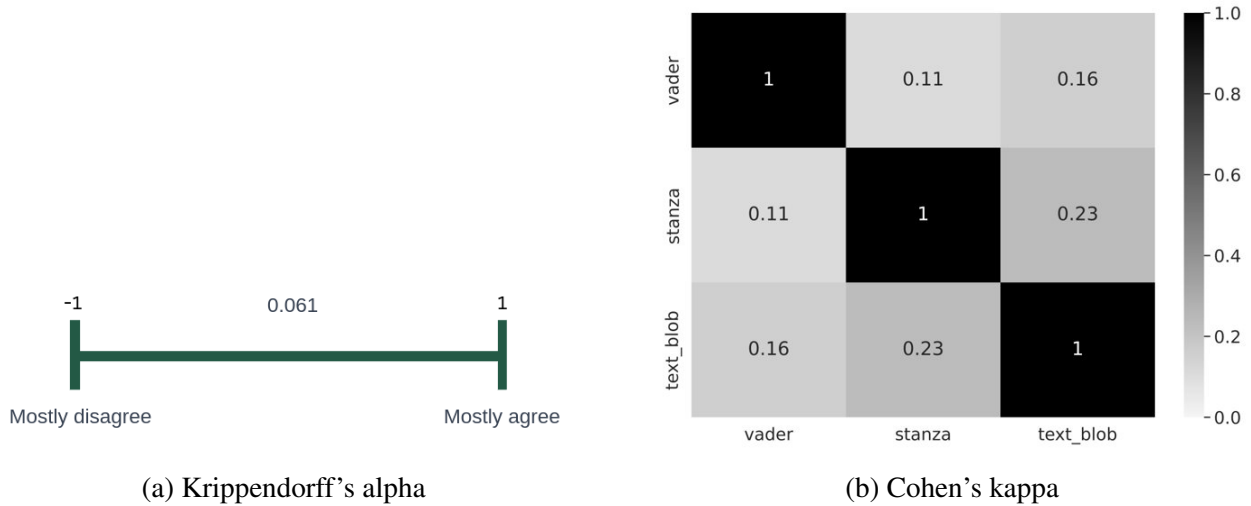 -1 0.061 1
Mostly disagree Mostly agree
(a) Krippendorff's alpha
vader 1 0.11 0.16
stanza 0.11 1 0.23
text_blob 0.16 0.23 1
vader stanza text_blob
1.0
0.8
0.6
0.4
0.2
0.0
(b) Cohen's kappa